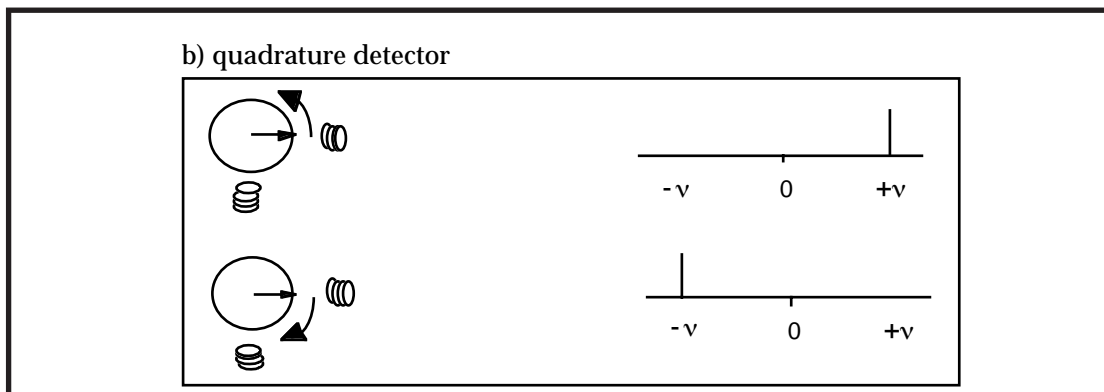 b) quadrature detector
-ν 0 +ν
-ν 0 +ν